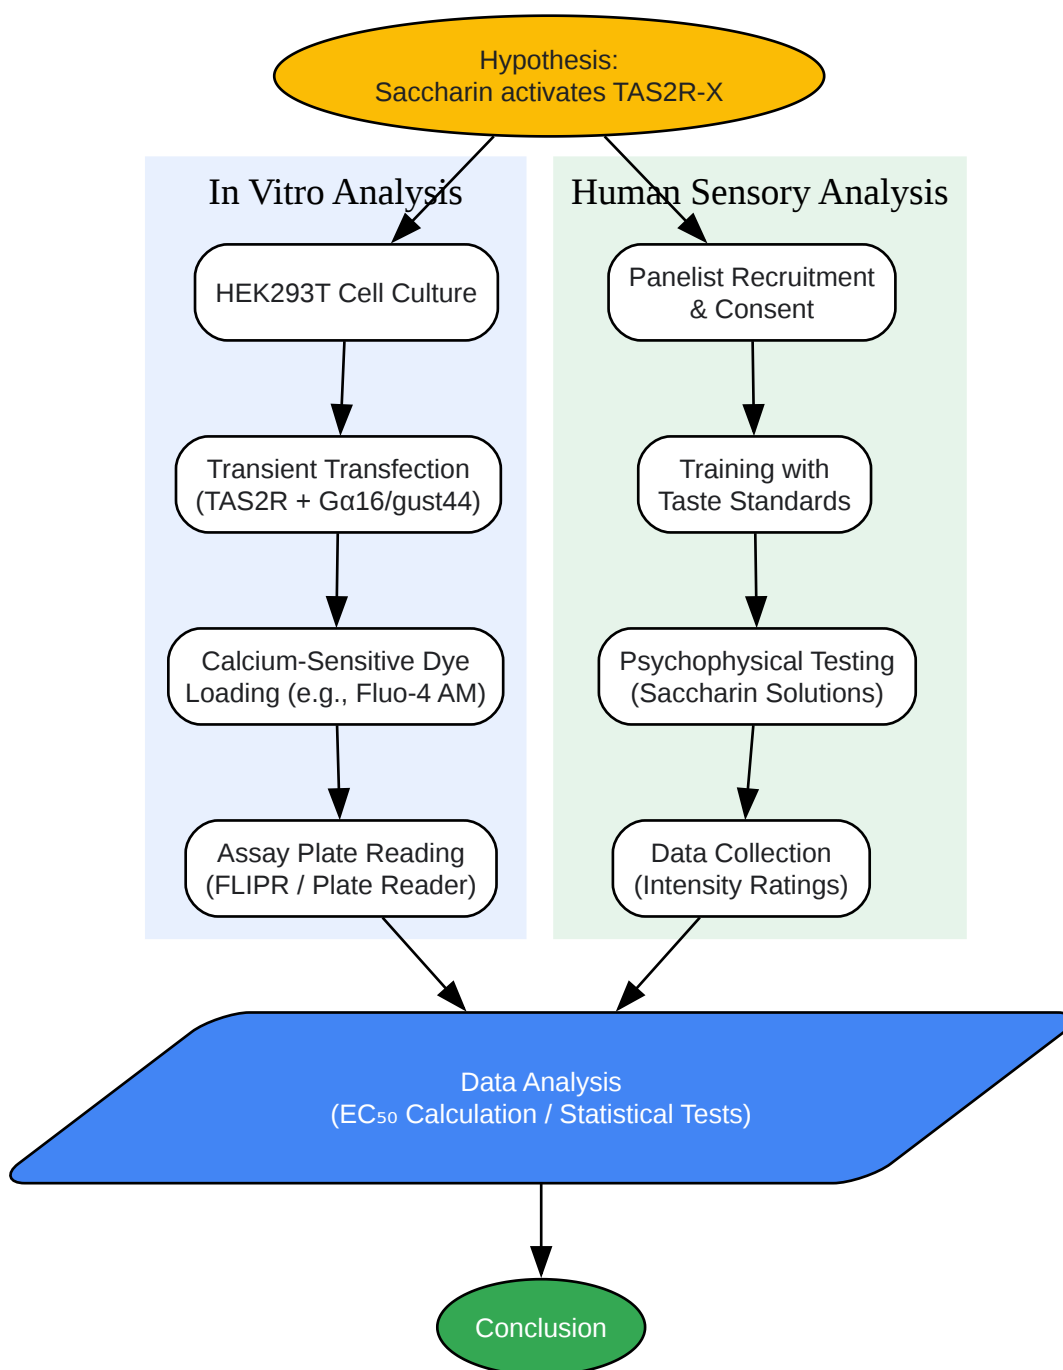 Hypothesis:
Saccharin activates TAS2R-X
In Vitro Analysis
HEK293T Cell Culture
Transient Transfection
(TAS2R + Gα16/gust44)
Calcium-Sensitive Dye
Loading (e.g., Fluo-4 AM)
Assay Plate Reading
(FLIPR / Plate Reader)
Human Sensory Analysis
Panelist Recruitment
& Consent
Training with
Taste Standards
Psychophysical Testing
(Saccharin Solutions)
Data Collection
(Intensity Ratings)
Data Analysis
(EC₅₀ Calculation / Statistical Tests)
Conclusion